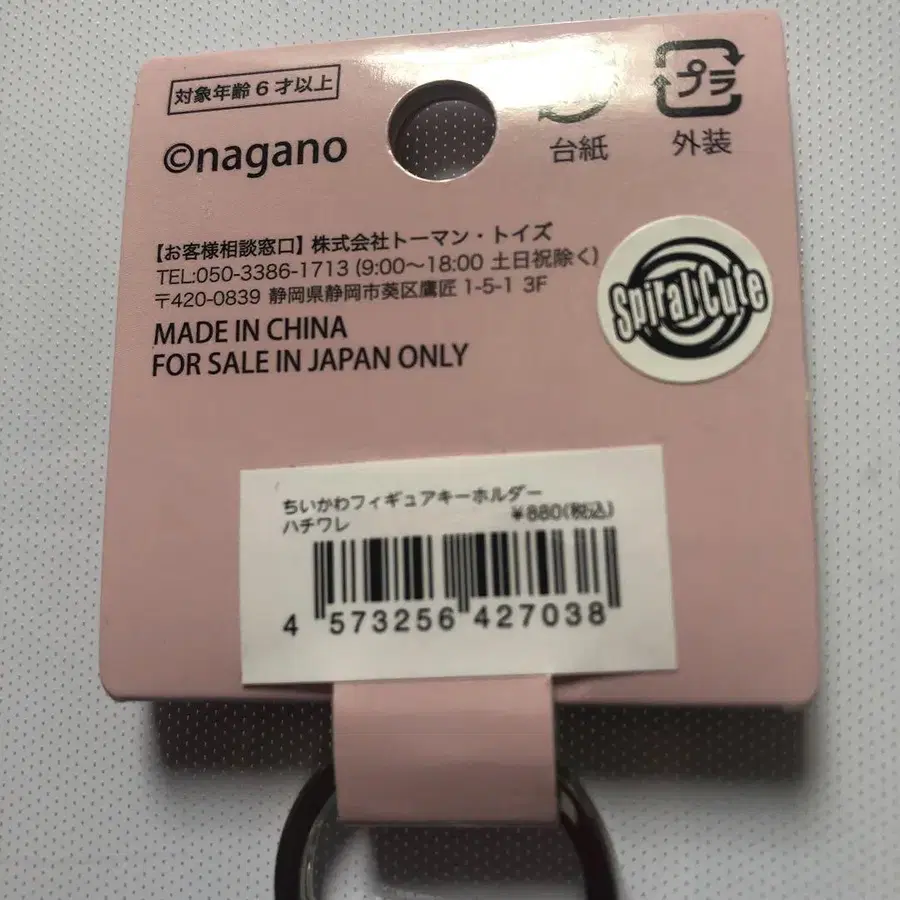 対象年齢6才以上
©nagano
台紙
プラ
外装
【お客様相談窓口】株式会社トーマン・トイズ
TEL:050-3386-1713 (9:00〜18:00 土日祝除く)
〒420-0839 静岡県静岡市葵区鷹匠 1-5-1 3F
MADE IN CHINA
FOR SALE IN JAPAN ONLY
Spiral Cute
ちいかわフィギュアキーホルダー
ハチワレ ¥880(税込)
4 573256 427038